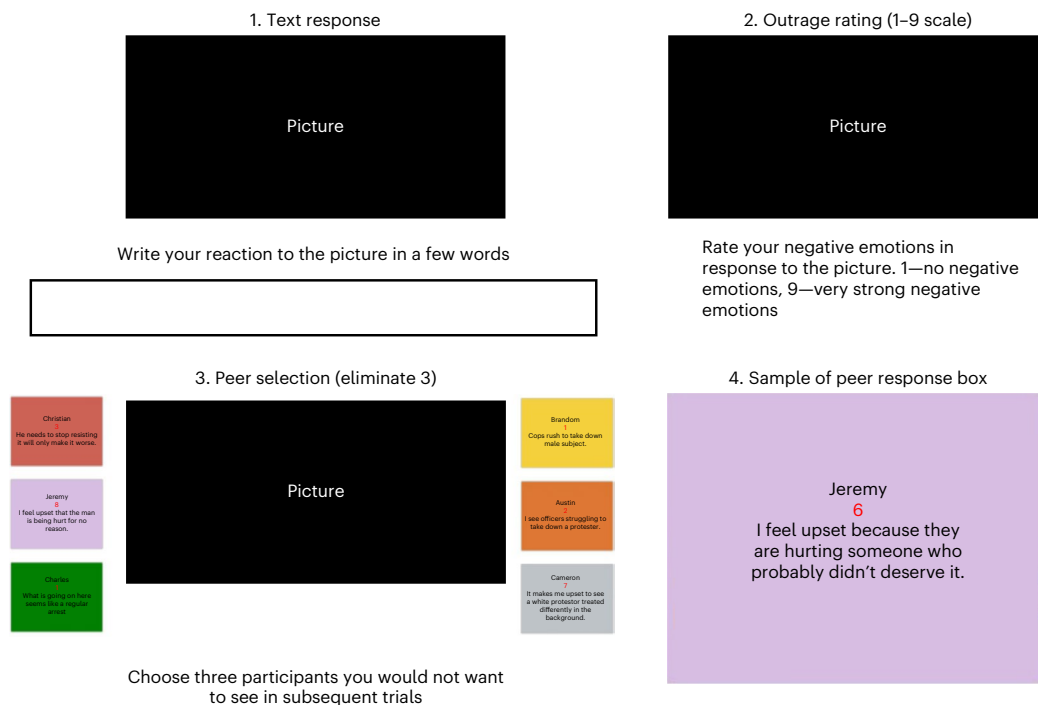 1. Text response
Picture
Write your reaction to the picture in a few words
2. Outrage rating (1–9 scale)
Picture
Rate your negative emotions in
response to the picture. 1—no negative
emotions, 9—very strong negative
emotions
3. Peer selection (eliminate 3)
Christian
3
He needs to stop resisting
it will only make it worse.
Jeremy
8
I feel upset that the man
is being hurt for no
reason.
Charles
What is going on here
seems like a regular
arrest
Picture
Brandom
1
Cops rush to take down
male subject.
Austin
2
I see officers struggling to
take down a protester.
Cameron
7
It makes me upset to see
a white protestor treated
differently in the
background.
Choose three participants you would not want
to see in subsequent trials
4. Sample of peer response box
Jeremy
6
I feel upset because they
are hurting someone who
probably didn’t deserve it.